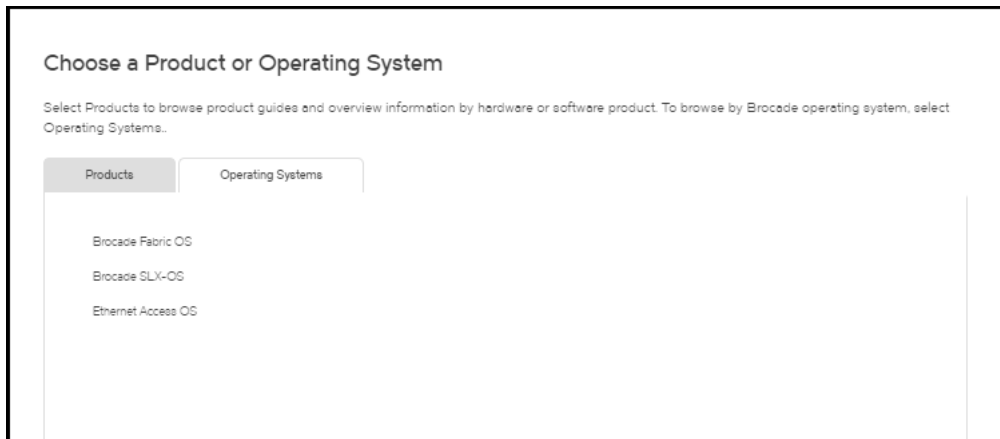 Choose a Product or Operating System
Select Products to browse product guides and overview information by hardware or software product. To browse by Brocade operating system, select
Operating Systems..
Products
Operating Systems
Brocade Fabric OS
Brocade SLX-OS
Ethernet Access OS